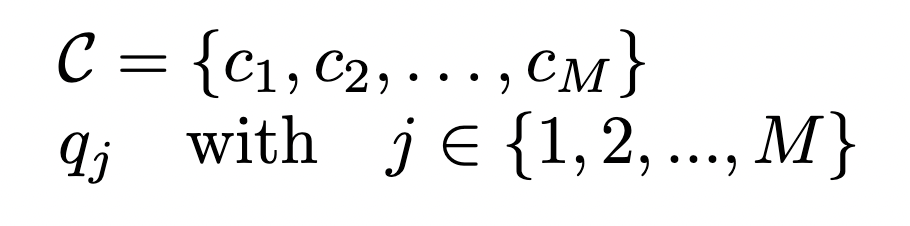 𝒞 = {c₁, c₂, . . . , c_M}
q_j with j ∈ {1, 2, ..., M}